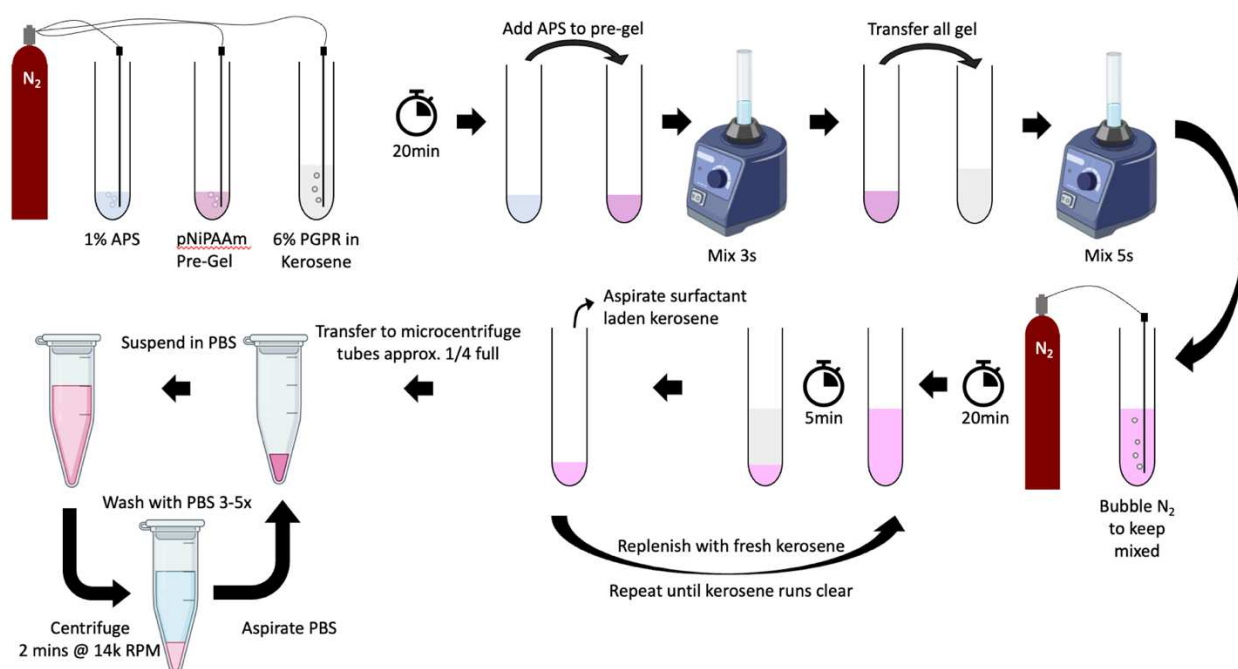 N₂
1% APS
pNiPAAm
Pre-Gel
6% PGPR in
Kerosene
20min
Add APS to pre-gel
Mix 3s
Transfer all gel
Mix 5s
N₂
Bubble N₂
to keep
mixed
20min
5min
Aspirate surfactant
laden kerosene
Replenish with fresh kerosene
Repeat until kerosene runs clear
Transfer to microcentrifuge
tubes approx. 1/4 full
Suspend in PBS
Wash with PBS 3-5x
Centrifuge
2 mins @ 14k RPM
Aspirate PBS